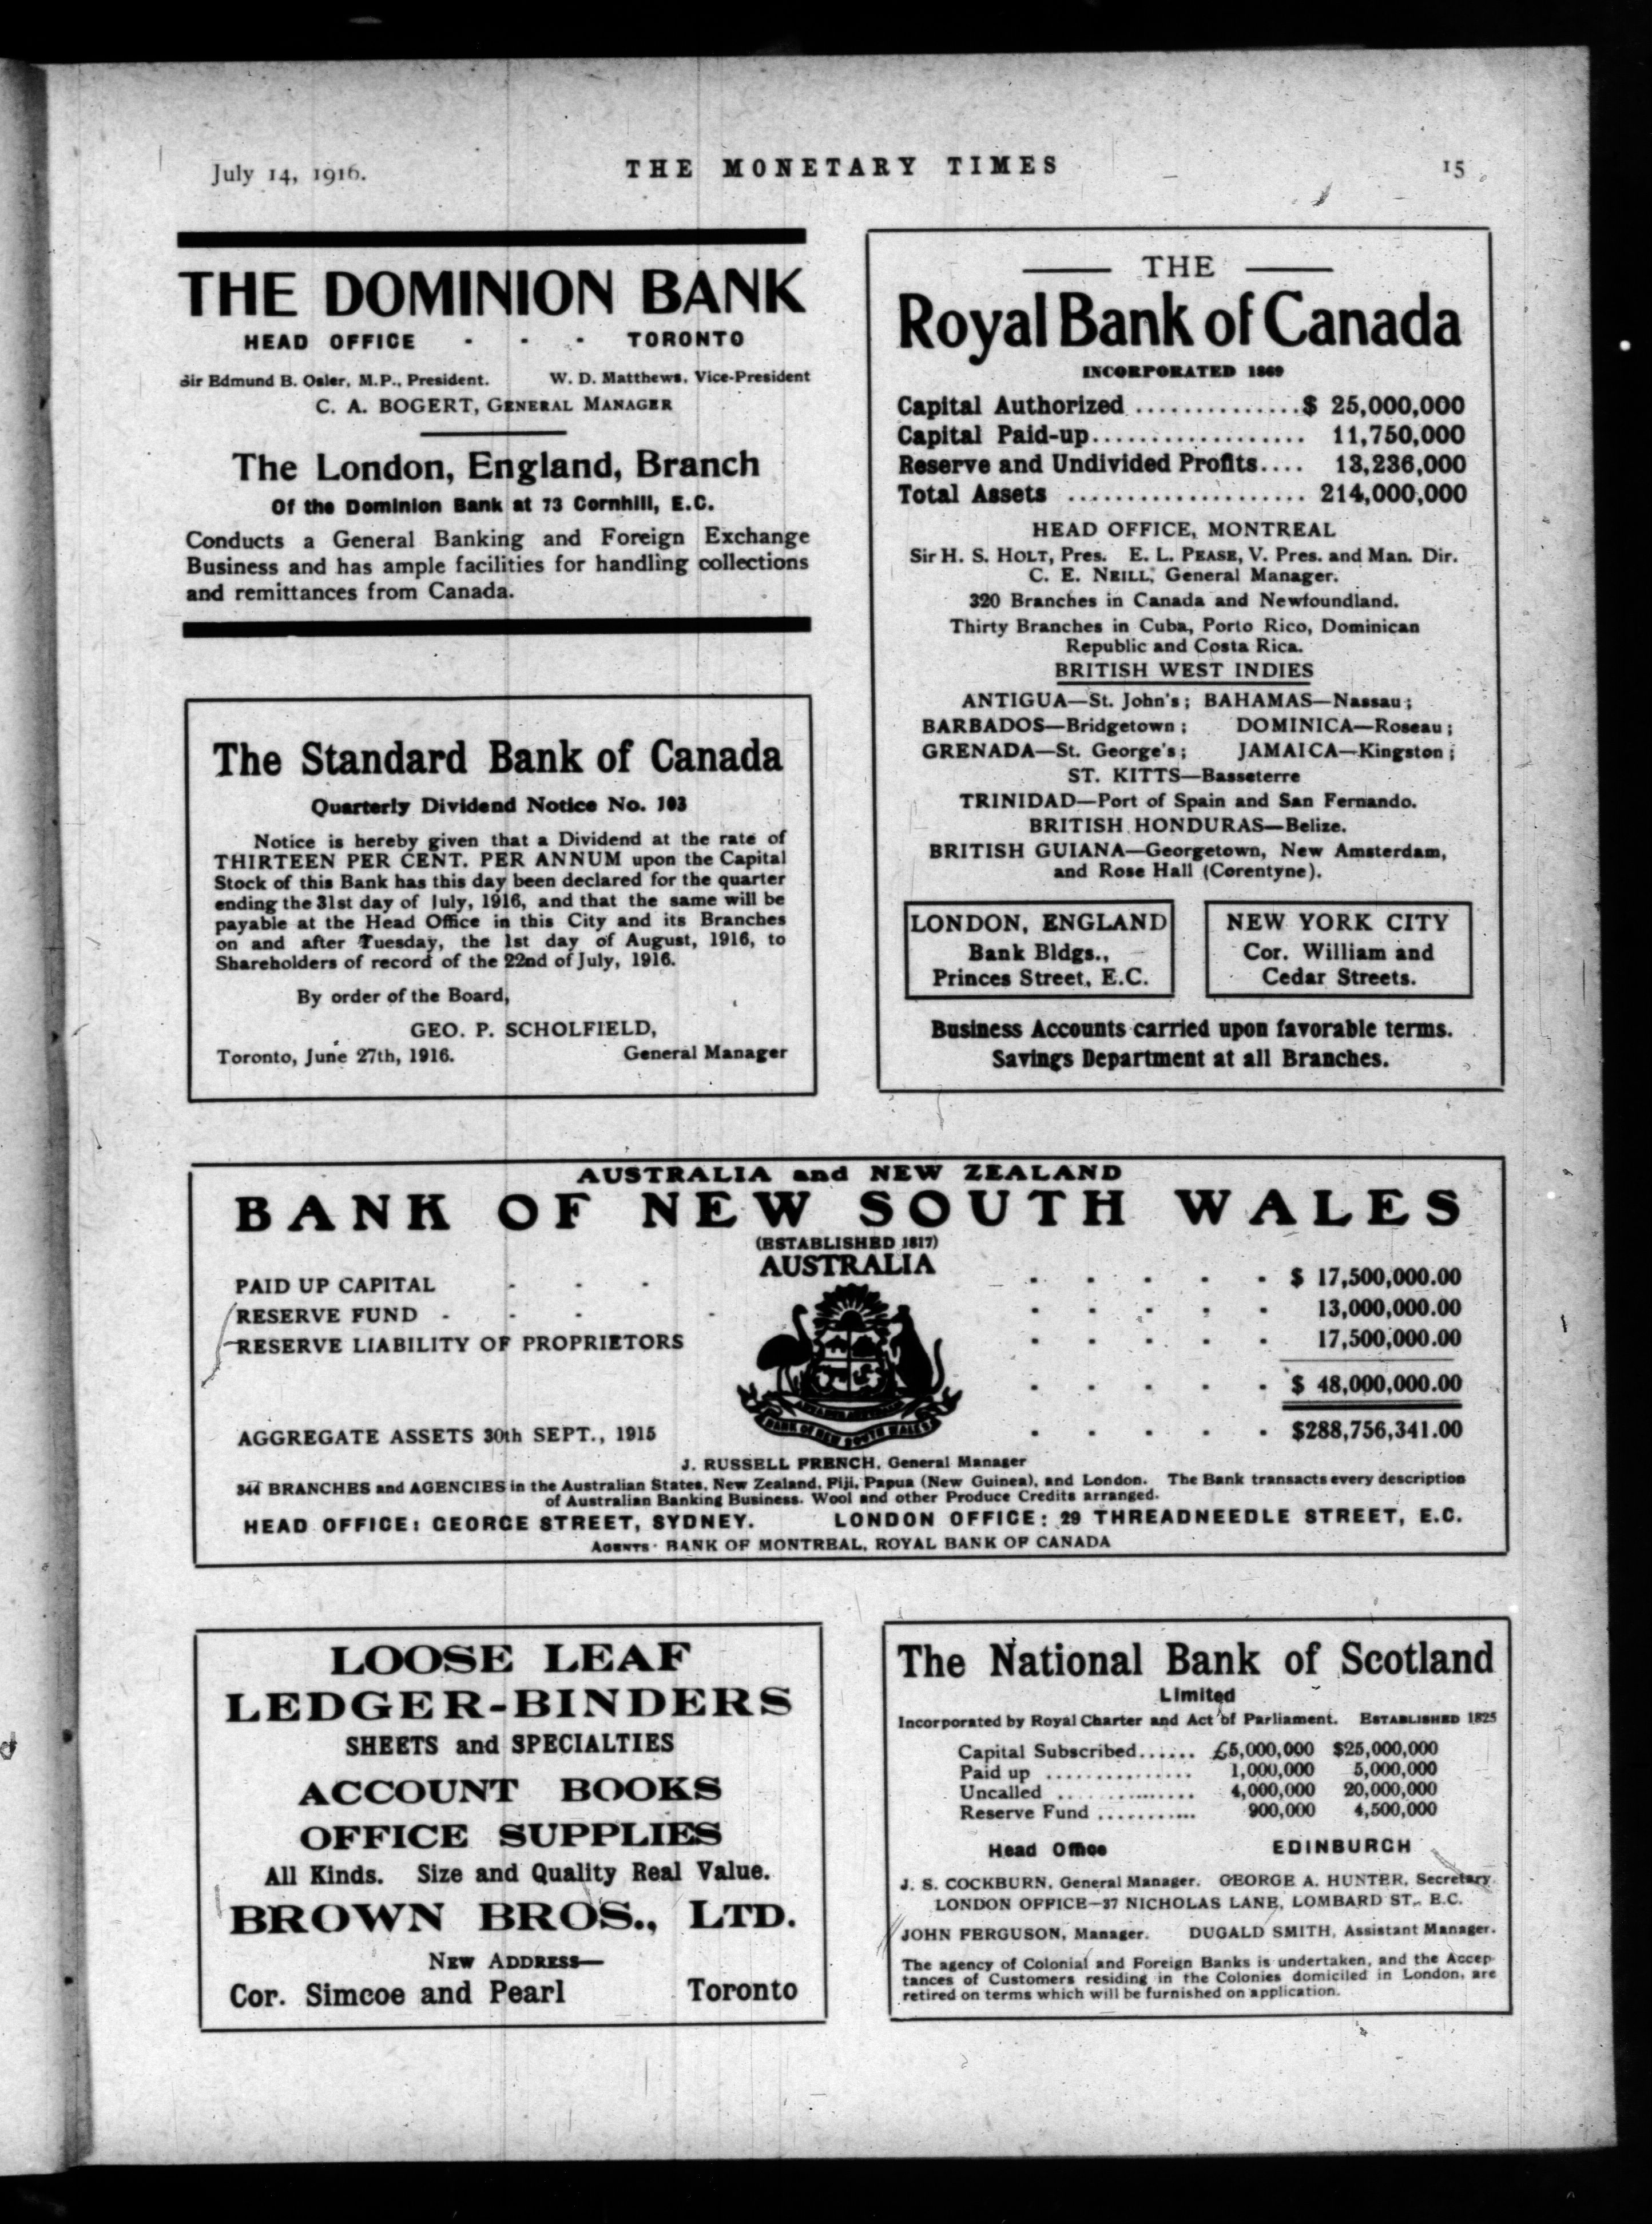 July 14, 1916.
THE MONETARY TIMES
15
THE DOMINION BANK
HEAD OFFICE - - - TORONTO
Sir Edmund B. Osler, M.P., President. W. D. Matthews, Vice-President
C. A. BOGERT, GENERAL MANAGER
The London, England, Branch
Of the Dominion Bank at 73 Cornhill, E.C.
Conducts a General Banking and Foreign Exchange
Business and has ample facilities for handling collections
and remittances from Canada.
The Standard Bank of Canada
Quarterly Dividend Notice No. 103
Notice is hereby given that a Dividend at the rate of
THIRTEEN PER CENT. PER ANNUM upon the Capital
Stock of this Bank has this day been declared for the quarter
ending the 31st day of July, 1916, and that the same will be
payable at the Head Office in this City and its Branches
on and after Tuesday, the 1st day of August, 1916, to
Shareholders of record of the 22nd of July, 1916.
By order of the Board,
GEO. P. SCHOLFIELD,
Toronto, June 27th, 1916. General Manager
THE
Royal Bank of Canada
INCORPORATED 1869
Capital Authorized ..............$ 25,000,000
Capital Paid-up.................. 11,750,000
Reserve and Undivided Profits.... 13,236,000
Total Assets .................... 214,000,000
HEAD OFFICE, MONTREAL
Sir H. S. HOLT, Pres. E. L. PEASE, V. Pres. and Man. Dir.
C. E. NEILL, General Manager.
320 Branches in Canada and Newfoundland.
Thirty Branches in Cuba, Porto Rico, Dominican
Republic and Costa Rica.
BRITISH WEST INDIES
ANTIGUA—St. John's; BAHAMAS—Nassau;
BARBADOS—Bridgetown; DOMINICA—Roseau;
GRENADA—St. George's; JAMAICA—Kingston;
ST. KITTS—Basseterre
TRINIDAD—Port of Spain and San Fernando.
BRITISH HONDURAS—Belize.
BRITISH GUIANA—Georgetown, New Amsterdam,
and Rose Hall (Corentyne).
LONDON, ENGLAND
Bank Bldgs.,
Princes Street, E.C.
NEW YORK CITY
Cor. William and
Cedar Streets.
Business Accounts carried upon favorable terms.
Savings Department at all Branches.
AUSTRALIA and NEW ZEALAND
BANK OF NEW SOUTH WALES
(ESTABLISHED 1817)
AUSTRALIA
PAID UP CAPITAL - - - - - - - - $ 17,500,000.00
RESERVE FUND - - - - - - - - - 13,000,000.00
RESERVE LIABILITY OF PROPRIETORS - - - - - 17,500,000.00
- - - - - $ 48,000,000.00
AGGREGATE ASSETS 30th SEPT., 1915 - - - - - $288,756,341.00
BANK OF NEW SOUTH WALES
J. RUSSELL FRENCH, General Manager
344 BRANCHES and AGENCIES in the Australian States, New Zealand, Fiji, Papua (New Guinea), and London. The Bank transacts every description
of Australian Banking Business. Wool and other Produce Credits arranged.
HEAD OFFICE: GEORGE STREET, SYDNEY. LONDON OFFICE: 29 THREADNEEDLE STREET, E.C.
AGENTS: BANK OF MONTREAL, ROYAL BANK OF CANADA
LOOSE LEAF
LEDGER-BINDERS
SHEETS and SPECIALTIES
ACCOUNT BOOKS
OFFICE SUPPLIES
All Kinds. Size and Quality Real Value.
BROWN BROS., LTD.
NEW ADDRESS—
Cor. Simcoe and Pearl Toronto
The National Bank of Scotland
Limited
Incorporated by Royal Charter and Act of Parliament. ESTABLISHED 1825
Capital Subscribed...... £5,000,000 $25,000,000
Paid up ............... 1,000,000 5,000,000
Uncalled .............. 4,000,000 20,000,000
Reserve Fund ........... 900,000 4,500,000
Head Office EDINBURGH
J. S. COCKBURN, General Manager. GEORGE A. HUNTER, Secretary.
LONDON OFFICE—37 NICHOLAS LANE, LOMBARD ST., E.C.
JOHN FERGUSON, Manager. DUGALD SMITH, Assistant Manager.
The agency of Colonial and Foreign Banks is undertaken, and the Accep-
tances of Customers residing in the Colonies domiciled in London, are
retired on terms which will be furnished on application.